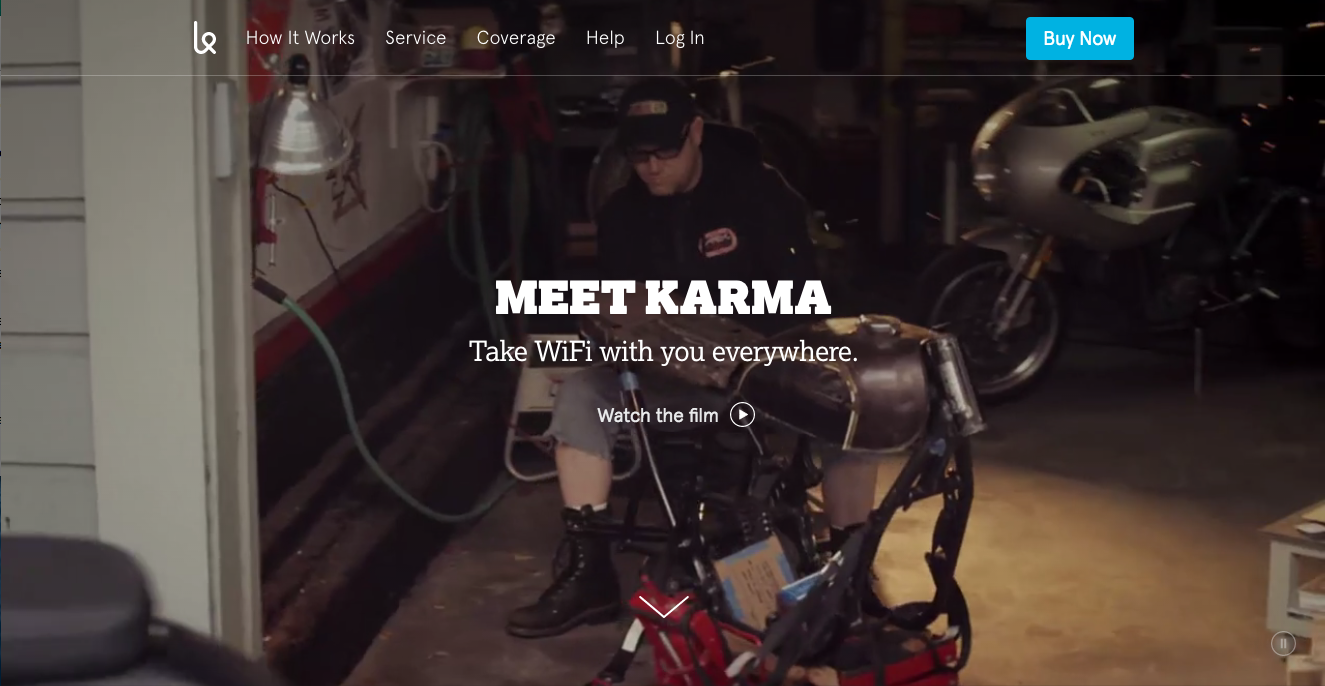 How It Works
Service
Coverage
Help
Log In
Buy Now
MEET KARMA
Take WiFi with you everywhere.
Watch the film